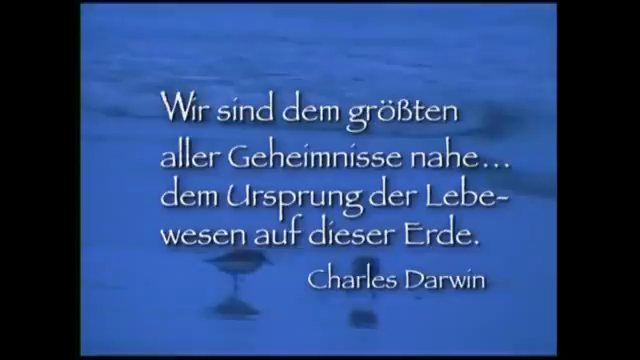 Wir sind dem größten
aller Geheimnisse nahe...
dem Ursprung der Lebe-
wesen auf dieser Erde.
Charles Darwin